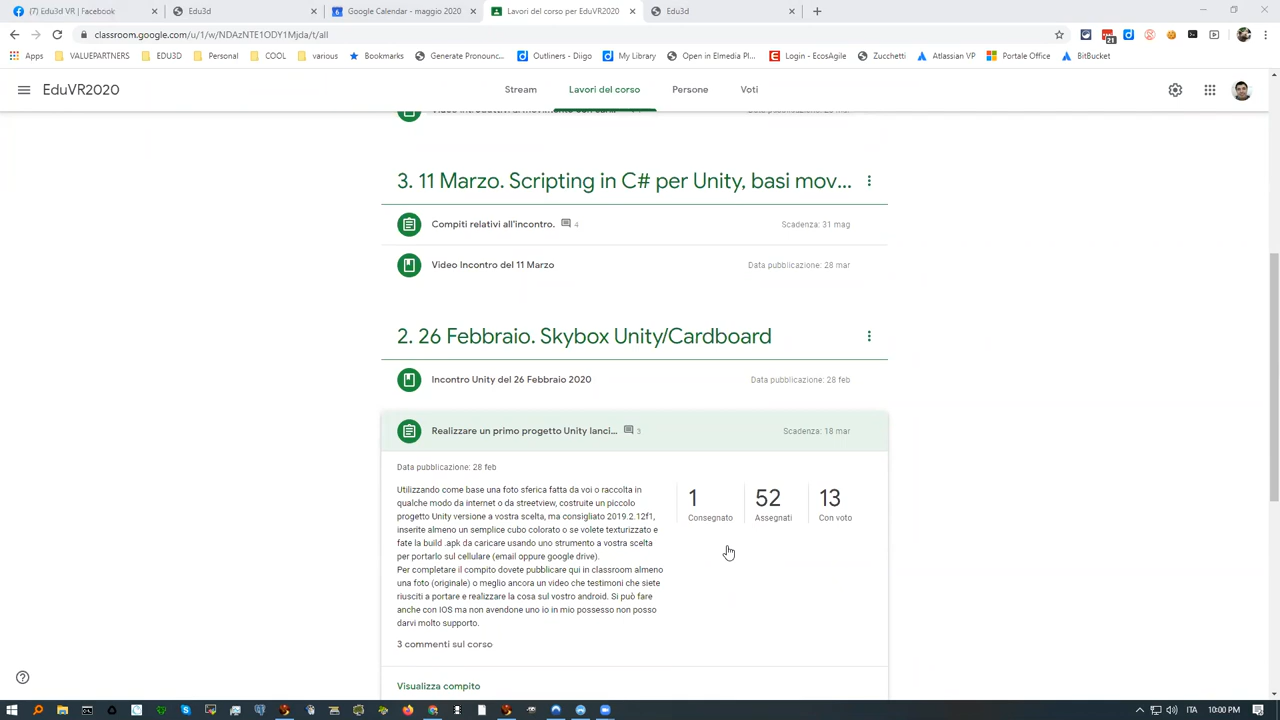 (7) Edu3d VR | Facebook
Edu3d
Google Calendar - maggio 2020
Lavori del corso per EduVR2020
Edu3d
classroom.google.com/u/1/w/NDAzNTE1ODY1Mjda/t/all
21
Apps
VALUEPARTNERS
EDU3D
Personal
COOL
various
Bookmarks
Generate Pronounc...
Outliners - Diigo
My Library
Open in Elmedia Pl...
Login - EcosAgile
Zucchetti
Atlassian VP
Portale Office
BitBucket
EduVR2020
Stream
Lavori del corso
Persone
Voti
3. 11 Marzo. Scripting in C# per Unity, basi mov...
Compiti relativi all'incontro.
4
Scadenza: 31 mag
Video Incontro del 11 Marzo
Data pubblicazione: 28 mar
2. 26 Febbraio. Skybox Unity/Cardboard
Incontro Unity del 26 Febbraio 2020
Data pubblicazione: 28 feb
Realizzare un primo progetto Unity lanci...
3
Scadenza: 18 mar
Data pubblicazione: 28 feb
Utilizzando come base una foto sferica fatta da voi o raccolta in
qualche modo da internet o da streetview, costruite un piccolo
progetto Unity versione a vostra scelta, ma consigliato 2019.2.12f1,
inserite almeno un semplice cubo colorato o se volete texturizzato e
fate la build .apk da caricare usando uno strumento a vostra scelta
per portarlo sul cellulare (email oppure google drive).
Per completare il compito dovete pubblicare qui in classroom almeno
una foto (originale) o meglio ancora un video che testimoni che siete
riusciti a portare e realizzare la cosa sul vostro android. Si può fare
anche con IOS ma non avendone uno io in mio possesso non posso
darvi molto supporto.
1
Consegnato
52
Assegnati
13
Con voto
3 commenti sul corso
Visualizza compito
ITA
10:00 PM